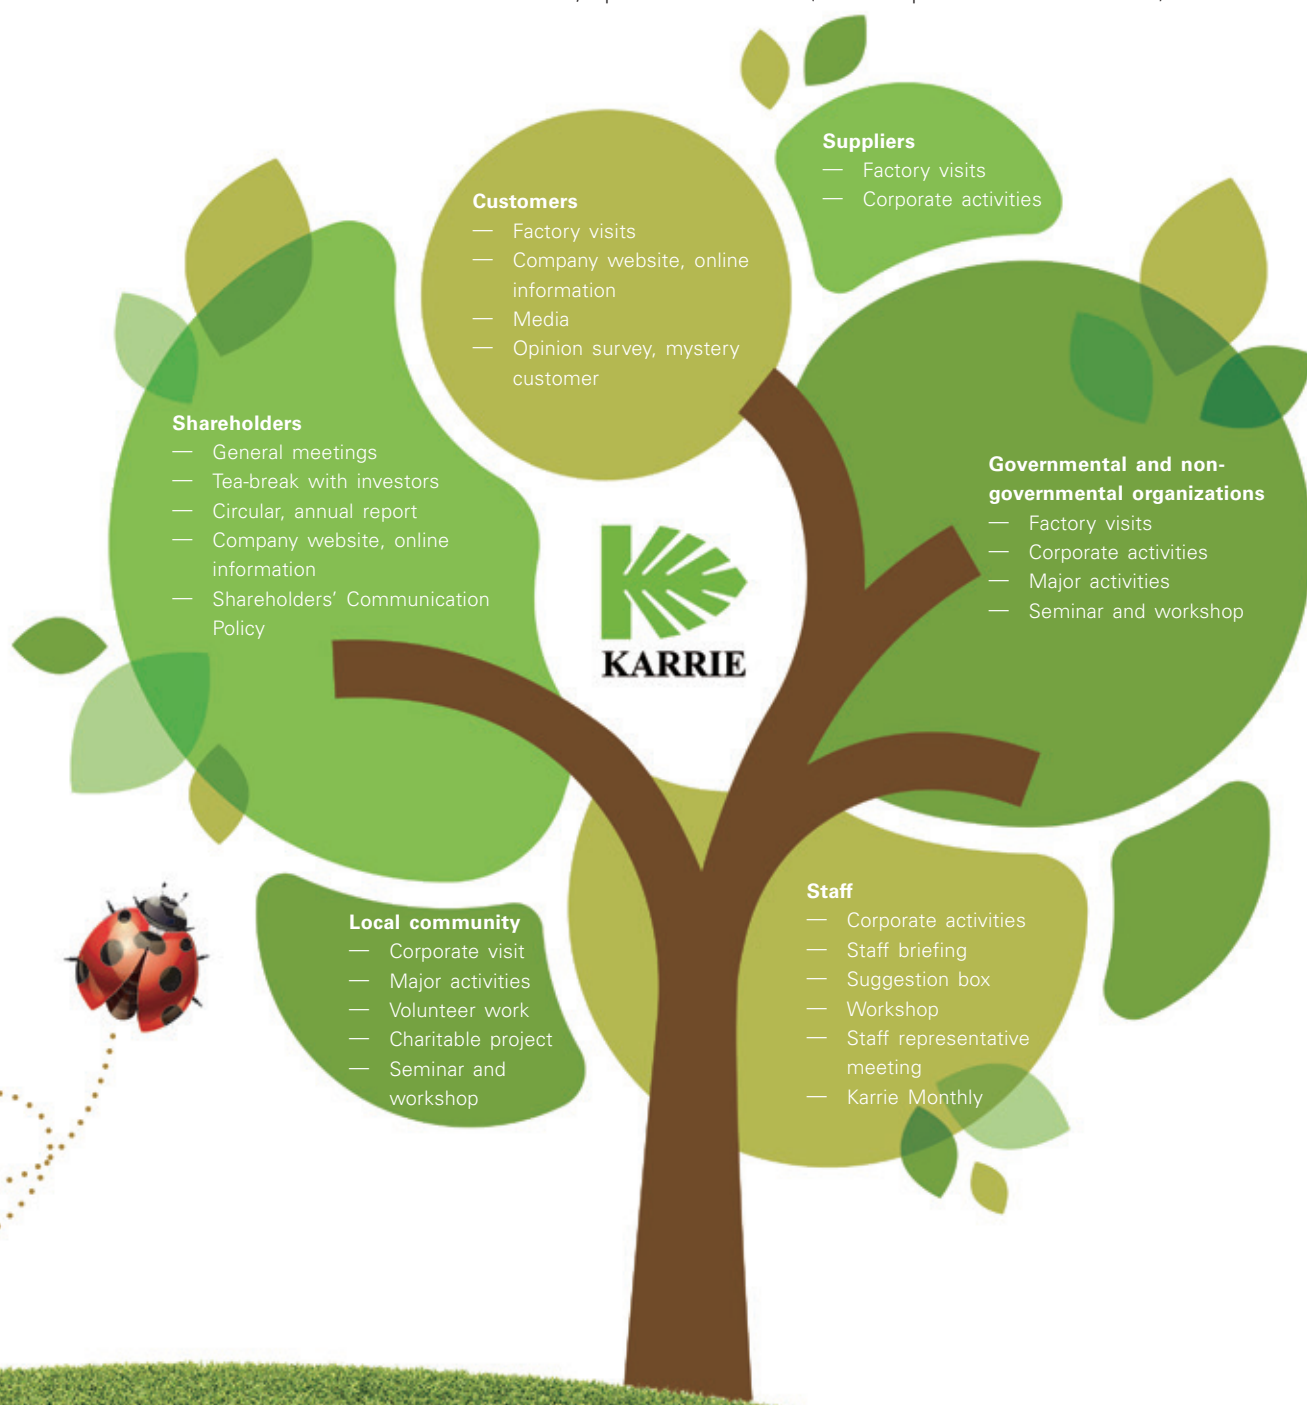 Suppliers
— Factory visits
— Corporate activities
Customers
— Factory visits
— Company website, online
information
— Media
— Opinion survey, mystery
customer
Shareholders
— General meetings
— Tea-break with investors
— Circular, annual report
— Company website, online
information
— Shareholders’ Communication
Policy
Governmental and non-
governmental organizations
— Factory visits
— Corporate activities
— Major activities
— Seminar and workshop
KARRIE
Staff
— Corporate activities
— Staff briefing
— Suggestion box
— Workshop
— Staff representative
meeting
— Karrie Monthly
Local community
— Corporate visit
— Major activities
— Volunteer work
— Charitable project
— Seminar and
workshop